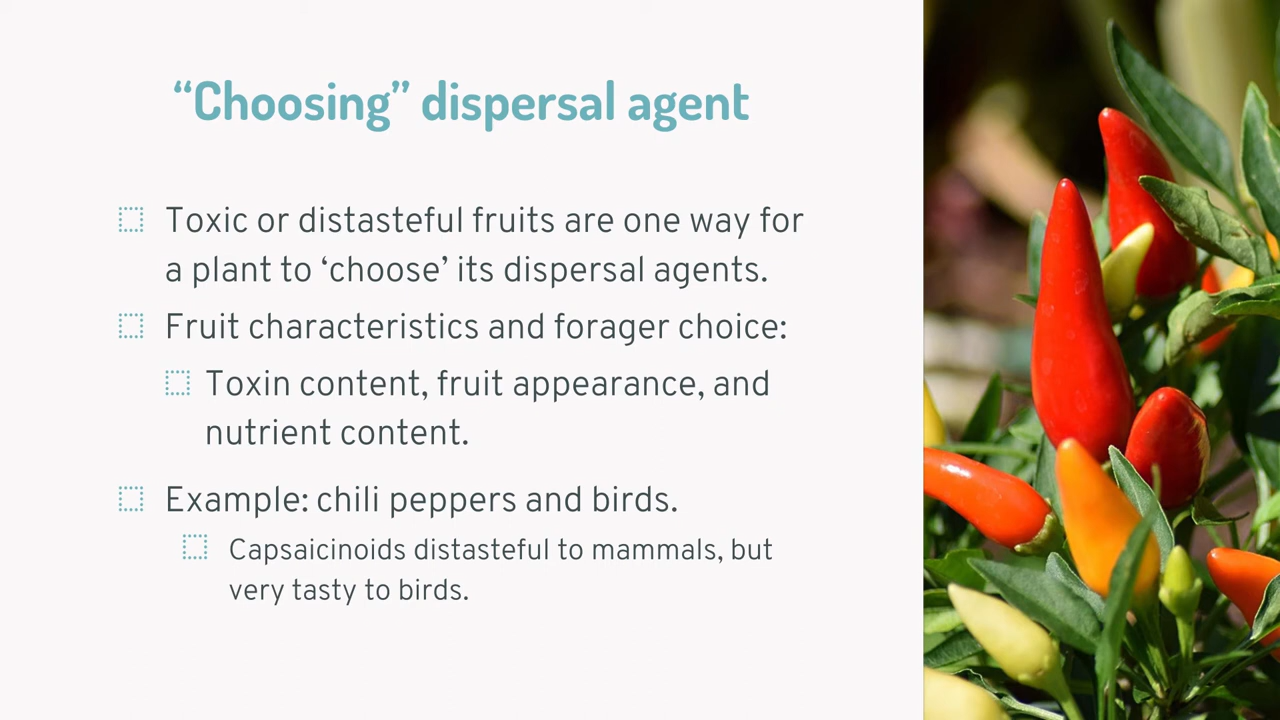 “Choosing” dispersal agent
Toxic or distasteful fruits are one way for
a plant to ‘choose’ its dispersal agents.
Fruit characteristics and forager choice:
Toxin content, fruit appearance, and
nutrient content.
Example: chili peppers and birds.
Capsaicinoids distasteful to mammals, but
very tasty to birds.